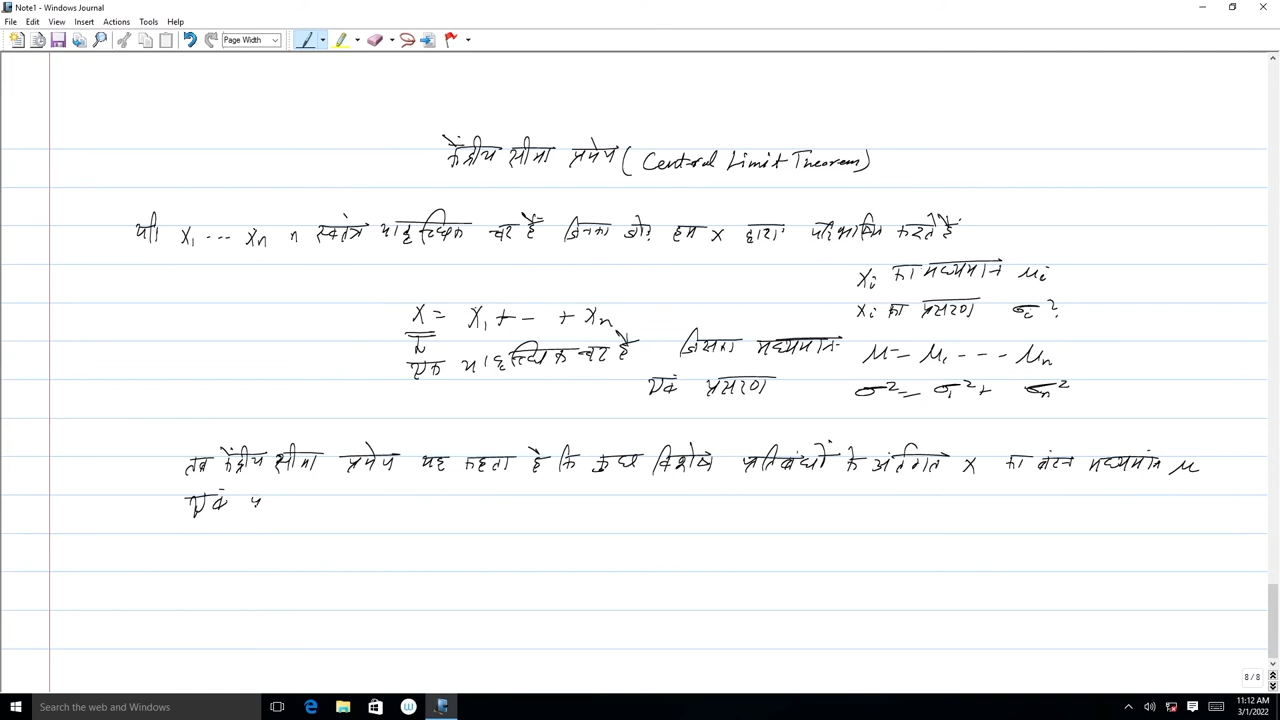 Note1 - Windows Journal
File Edit View Insert Actions Tools Help
Page Width
केंद्रीय सीमा प्रमेय (Central Limit Theorem)
X₁ ... Xₙ n स्वतंत्र यादृच्छिक चर हैं जिनका हम X द्वारा परिभाषित करते हैं
Xᵢ का मध्यमान μᵢ
Xᵢ का प्रसरण σᵢ²
X = X₁ + - + Xₙ
एक यादृच्छिक चर है जिसका मध्यमान μ = μ₁ - - - μₙ
एवं प्रसरण σ² = σ₁² + σₙ²
तब केंद्रीय सीमा प्रमेय यह कहता है कि कुछ विशेष प्रतिबंधों के अंतर्गत X का बंटन मध्यमान μ
एवं
8 / 8
Search the web and Windows
11:12 AM
3/1/2022